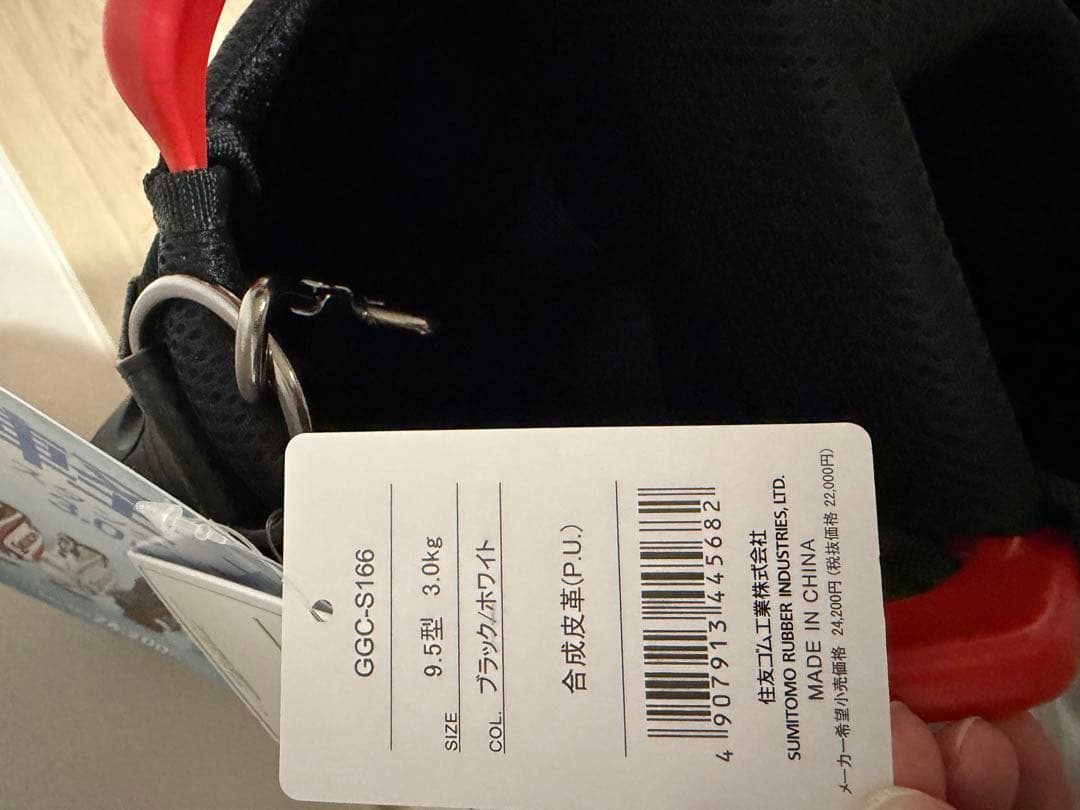 GGC-S166
SIZE 9.5型 3.0kg
COL. ブラック/ホワイト
合成皮革(P.U.)
4 907913 445682
住友ゴム工業株式会社
SUMITOMO RUBBER INDUSTRIES, LTD.
MADE IN CHINA
メーカー希望小売価格 24,200円 (税抜価格 22,000円)